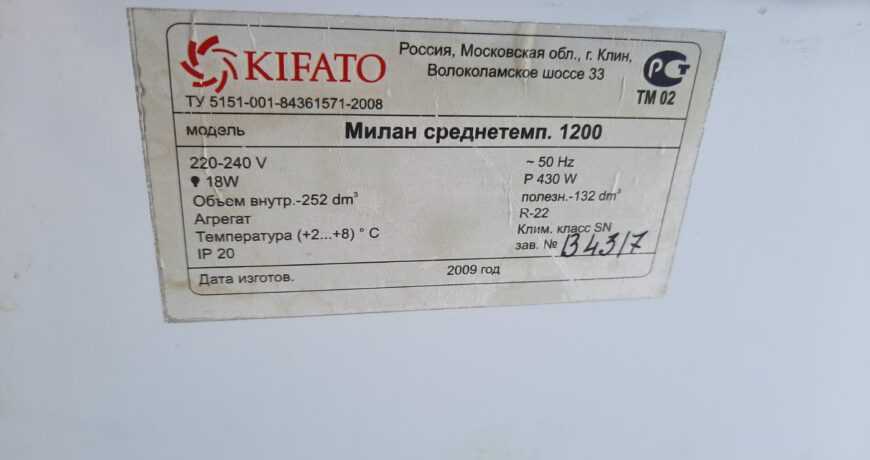 KIFATO
Россия, Московская обл., г. Клин,
Волоколамское шоссе 33
РСТ
ТУ 5151-001-84361571-2008
ТМ 02
модель Милан среднетемп. 1200
220-240 V ~ 50 Hz
18W P 430 W
Объем внутр.-252 dm³ полезн.-132 dm³
Агрегат R-22
Температура (+2...+8) ° C Клим. класс SN
IP 20 зав. № В 4317
Дата изготов. 2009 год